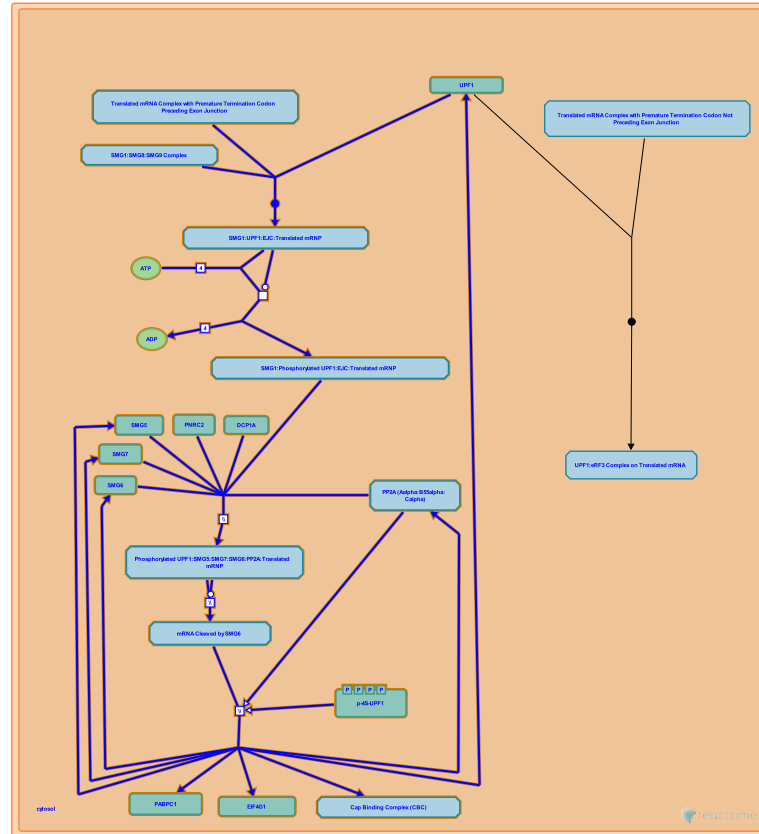 UPF1
Translated mRNA Complex with Premature Termination Codon
Preceding Exon Junction
Translated mRNA Complex with Premature Termination Codon Not
Preceding Exon Junction
SMG1:SMG8:SMG9 Complex
SMG1:UPF1:EJC:Translated mRNP
ATP
4
ADP
4
SMG1:Phosphorylated UPF1:EJC:Translated mRNP
SMG5
PNRC2
DCP1A
SMG7
SMG6
PP2A (Aalpha:B55alpha:
Calpha)
UPF1:eRF3 Complex on Translated mRNA
Phosphorylated UPF1:SMG5:SMG7:SMG6:PP2A:Translated
mRNP
mRNA Cleaved by SMG6
P P P P
p-4S-UPF1
PABPC1
EIF4G1
Cap Binding Complex (CBC)
cytosol
reactome